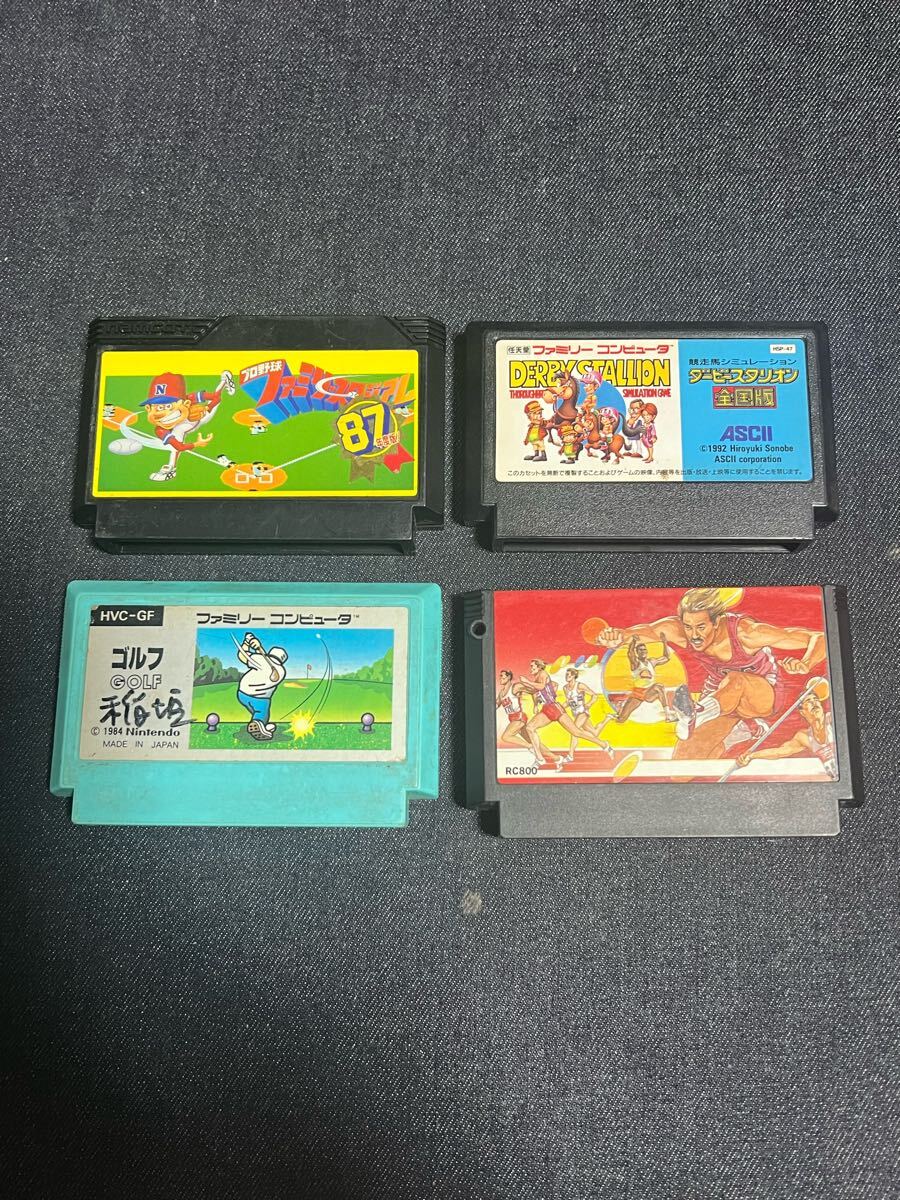 namcot
プロ野球
ファミリースタジアム
87
年度版
N
任天堂 ファミリー コンピュータ™
DERBY STALLION
THOROUGHBRED SIMULATION GAME
HSP-47
競走馬シミュレーション
ダービースタリオン
全国版
ASCII
©1992 Hiroyuki Sonobe
ASCII corporation
このカセットを無断で複製することおよびゲームの映像、内容等を出版・放送・上映等に使用することを禁じます。
HVC-GF
ファミリー コンピュータ™
ゴルフ
GOLF
© 1984 Nintendo
MADE IN JAPAN
RC800